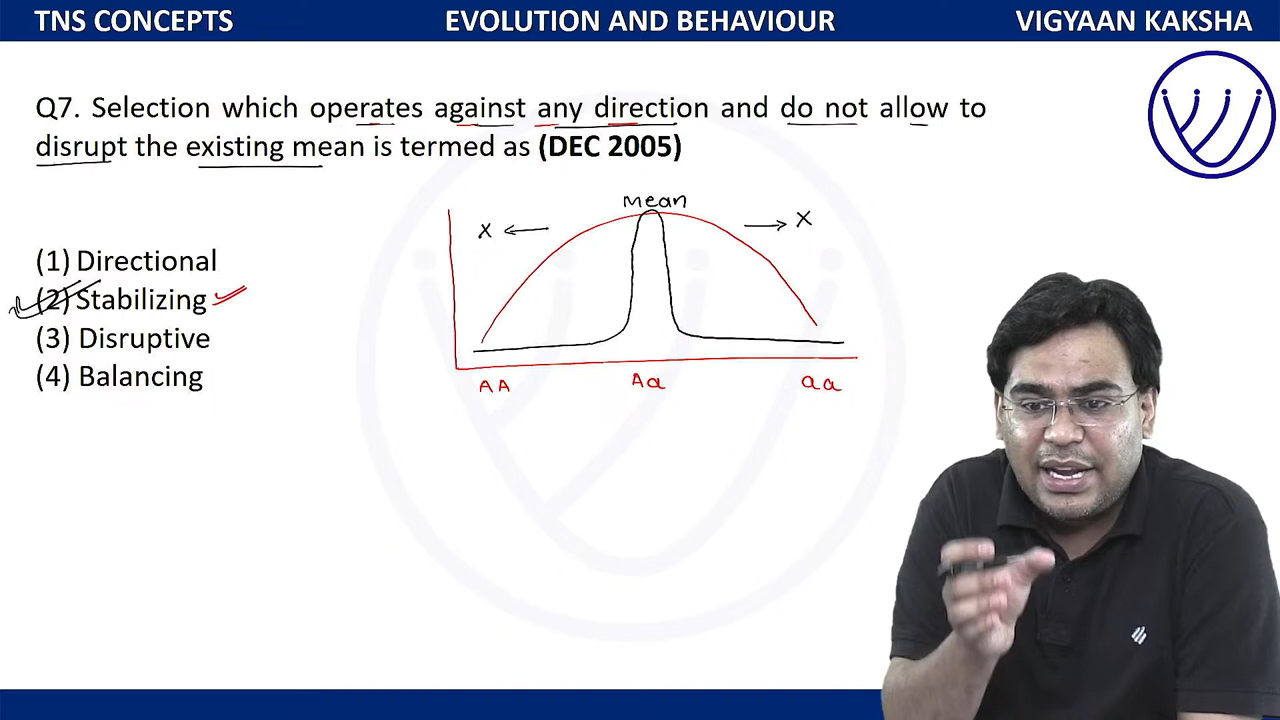 TNS CONCEPTS EVOLUTION AND BEHAVIOUR VIGYAAN KAKSHA
Q7. Selection which operates against any direction and do not allow to
disrupt the existing mean is termed as (DEC 2005)
Mean
X ← → X
(1) Directional
(2) Stabilizing
(3) Disruptive
(4) Balancing
AA Aa aa